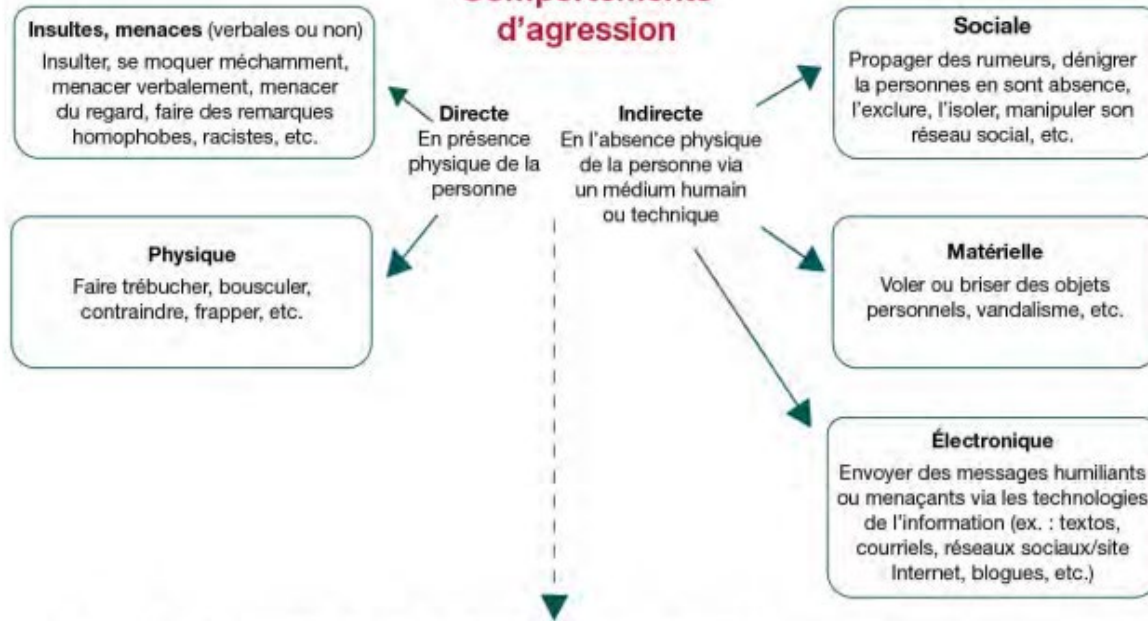 Comportements
d'agression
Insultes, menaces (verbales ou non)
Insulter, se moquer méchamment,
menacer verbalement, menacer
du regard, faire des remarques
homophobes, racistes, etc.
Directe
En présence
physique de la
personne
Indirecte
En l'absence physique
de la personne via
un médium humain
ou technique
Sociale
Propager des rumeurs, dénigrer
la personnes en sont absence,
l'exclure, l'isoler, manipuler son
réseau social, etc.
Physique
Faire trébucher, bousculer,
contraindre, frapper, etc.
Matérielle
Voler ou briser des objets
personnels, vandalisme, etc.
Électronique
Envoyer des messages humiliants
ou menaçants via les technologies
de l'information (ex. : textos,
courriels, réseaux sociaux/site
Internet, blogues, etc.)